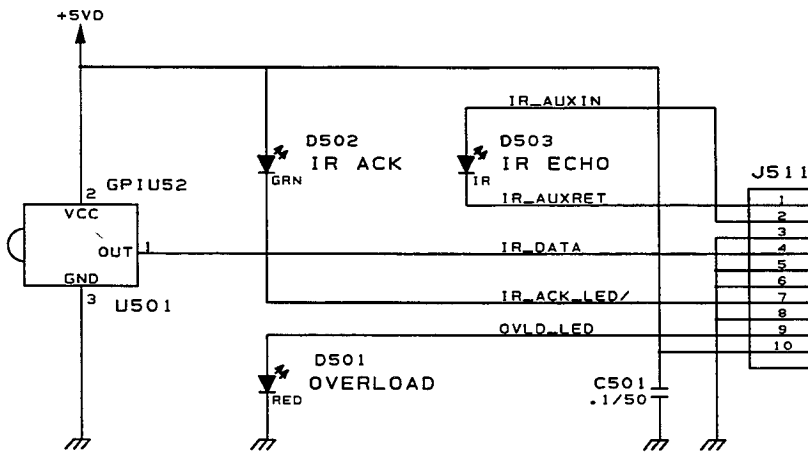 +5VD
IR_AUXIN
D502
IR ACK
GRN
D503
IR ECHO
IR
J511
2
GPIU52
VCC
OUT
1
GND
3
U501
IR_AUXRET
1
2
3
IR_DATA
4
5
6
IR_ACK_LED/
7
8
OVLD_LED
9
10
D501
OVERLOAD
RED
C501
.1/50